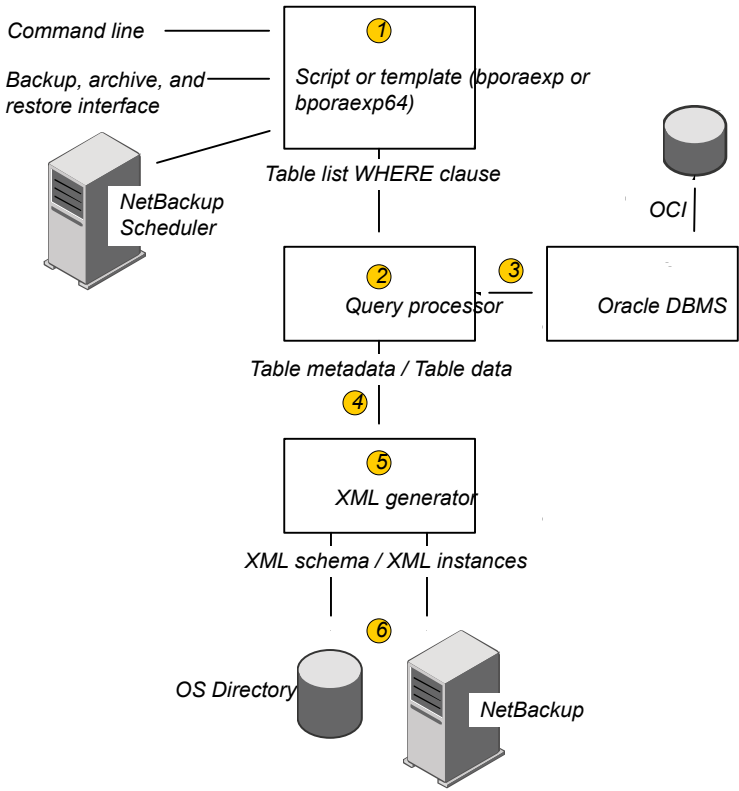 Command line
1
Backup, archive, and
restore interface
Script or template (bporaexp or
bporaexp64)
Table list WHERE clause
NetBackup
Scheduler
OCI
2
Query processor
3
Oracle DBMS
Table metadata / Table data
4
5
XML generator
XML schema / XML instances
6
OS Directory
NetBackup